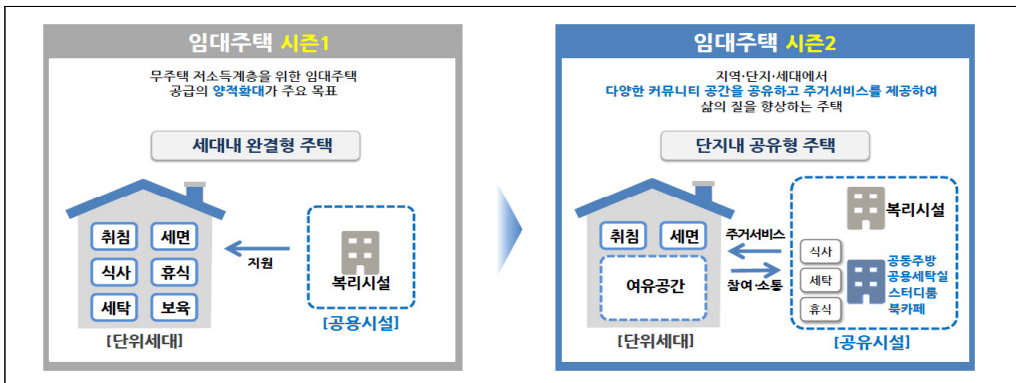 임대주택 시즌1
무주택 저소득계층을 위한 임대주택
공급의 양적확대가 주요 목표
세대내 완결형 주택
취침 세면
식사 휴식
세탁 보육
[단위세대]
지원
복리시설
[공용시설]
임대주택 시즌2
지역·단지·세대에서
다양한 커뮤니티 공간을 공유하고 주거서비스를 제공하여
삶의 질을 향상하는 주택
단지내 공유형 주택
취침 세면
여유공간
[단위세대]
주거서비스
참여·소통
복리시설
식사
세탁
휴식
공동주방
공용세탁실
스터디룸
북카페
[공유시설]